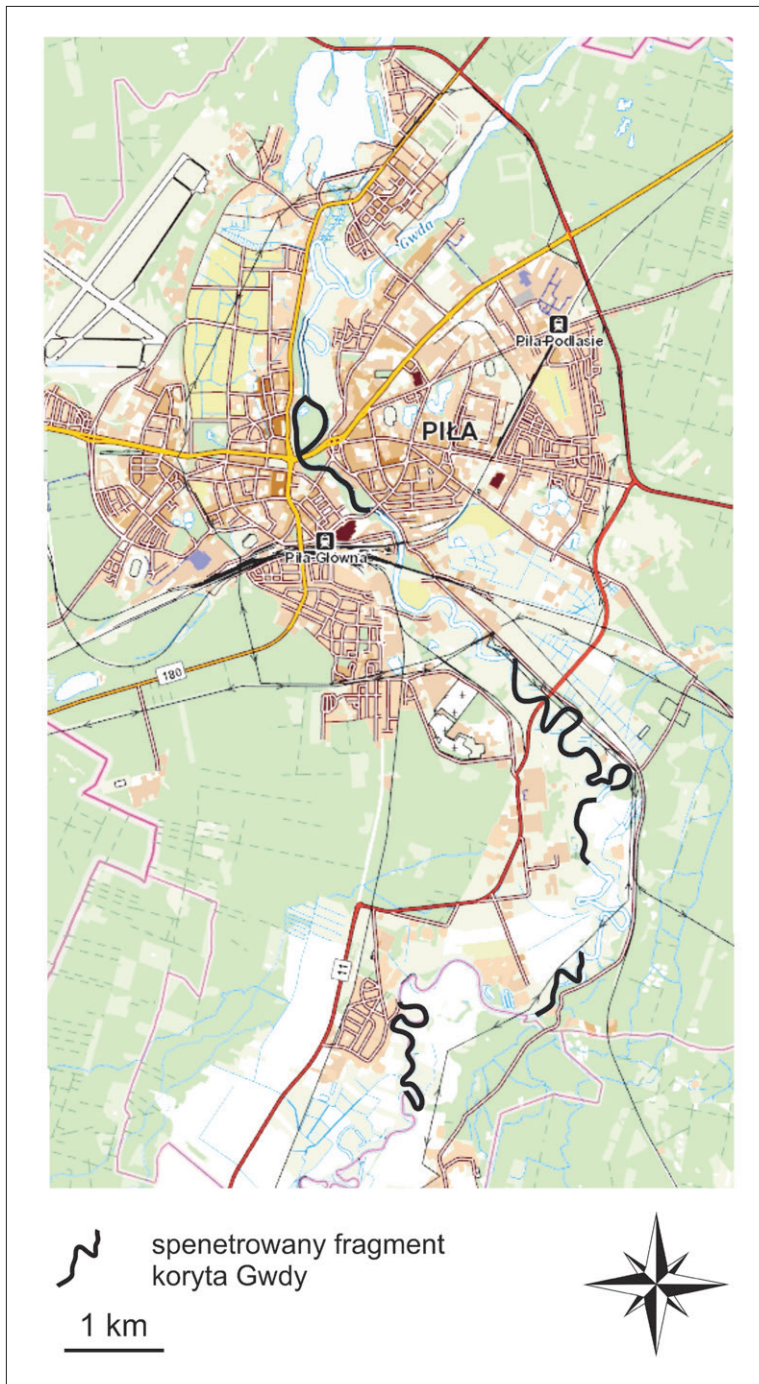 Gwda
Piła-Podlasie
PIŁA
Piła-Główna
180
11
spenetrowany fragment
koryta Gwdy
1 km